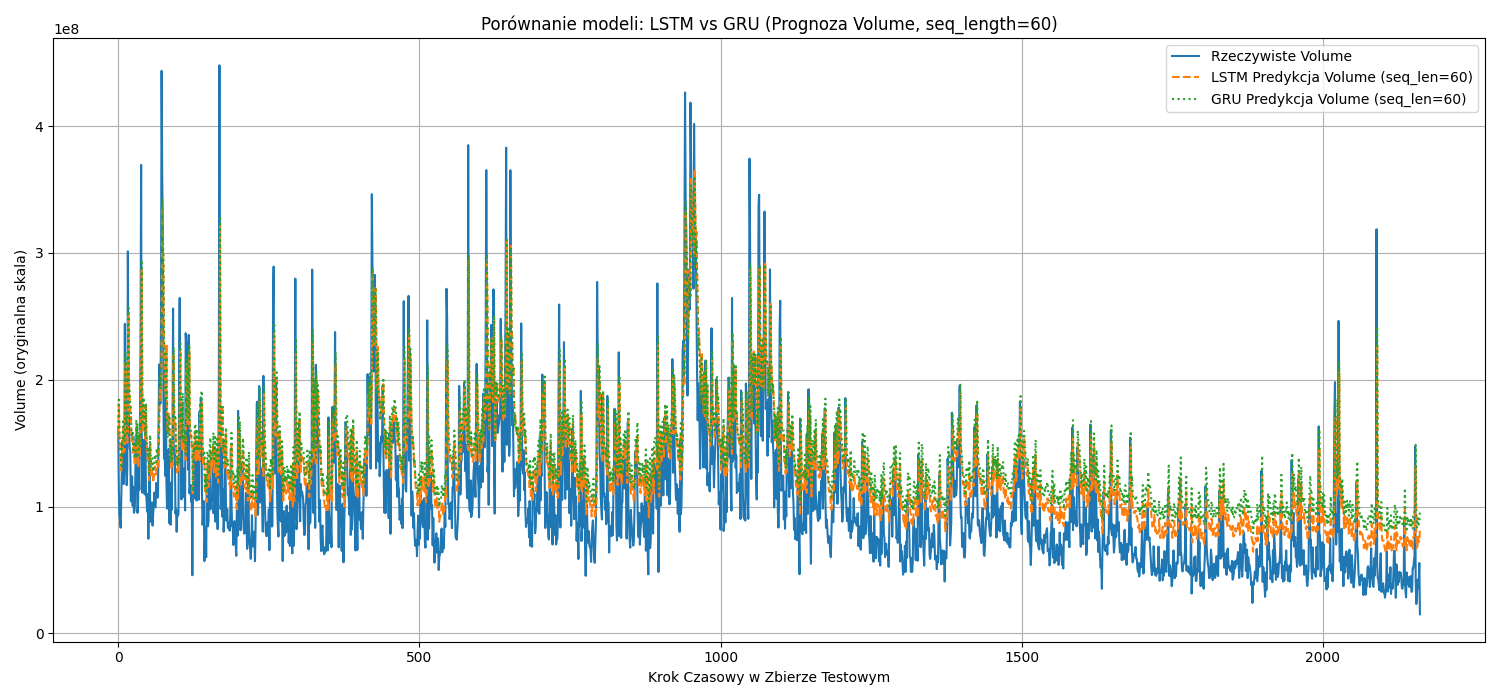 Porównanie modeli: LSTM vs GRU (Prognoza Volume, seq_length=60)
1e8
Rzeczywiste Volume
LSTM Predykcja Volume (seq_len=60)
GRU Predykcja Volume (seq_len=60)
Volume (oryginalna skala)
4
3
2
1
0
0 500 1000 1500 2000
Krok Czasowy w Zbierze Testowym